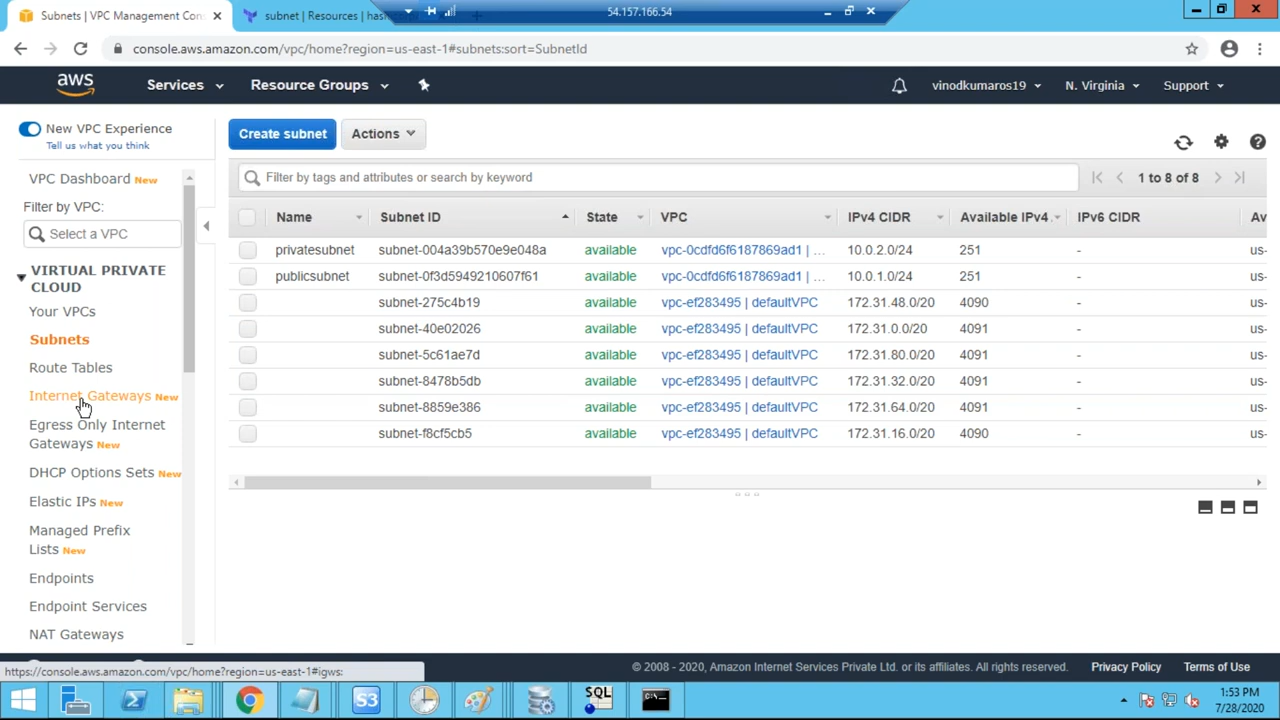 Subnets | VPC Management Con
subnet | Resources | hash
54.157.166.54
console.aws.amazon.com/vpc/home?region=us-east-1#subnets:sort=SubnetId
aws
Services
Resource Groups
vinodkumaros19
N. Virginia
Support
New VPC Experience
Tell us what you think
VPC Dashboard New
Filter by VPC:
Select a VPC
VIRTUAL PRIVATE
CLOUD
Your VPCs
Subnets
Route Tables
Internet Gateways New
Egress Only Internet
Gateways New
DHCP Options Sets New
Elastic IPs New
Managed Prefix
Lists New
Endpoints
Endpoint Services
NAT Gateways
Create subnet
Actions
Filter by tags and attributes or search by keyword
1 to 8 of 8
Name Subnet ID State VPC IPv4 CIDR Available IPv4 IPv6 CIDR Av
privatesubnet subnet-004a39b570e9e048a available vpc-0cdfd6f6187869ad1 | ... 10.0.2.0/24 251 - us-
publicsubnet subnet-0f3d5949210607f61 available vpc-0cdfd6f6187869ad1 | ... 10.0.1.0/24 251 - us-
subnet-275c4b19 available vpc-ef283495 | defaultVPC 172.31.48.0/20 4090 - us-
subnet-40e02026 available vpc-ef283495 | defaultVPC 172.31.0.0/20 4091 - us-
subnet-5c61ae7d available vpc-ef283495 | defaultVPC 172.31.80.0/20 4091 - us-
subnet-8478b5db available vpc-ef283495 | defaultVPC 172.31.32.0/20 4091 - us-
subnet-8859e386 available vpc-ef283495 | defaultVPC 172.31.64.0/20 4091 - us-
subnet-f8cf5cb5 available vpc-ef283495 | defaultVPC 172.31.16.0/20 4090 - us-
https://console.aws.amazon.com/vpc/home?region=us-east-1#igws:
© 2008 - 2020, Amazon Internet Services Private Ltd. or its affiliates. All rights reserved.
Privacy Policy
Terms of Use
S3
SQL
1:53 PM
7/28/2020